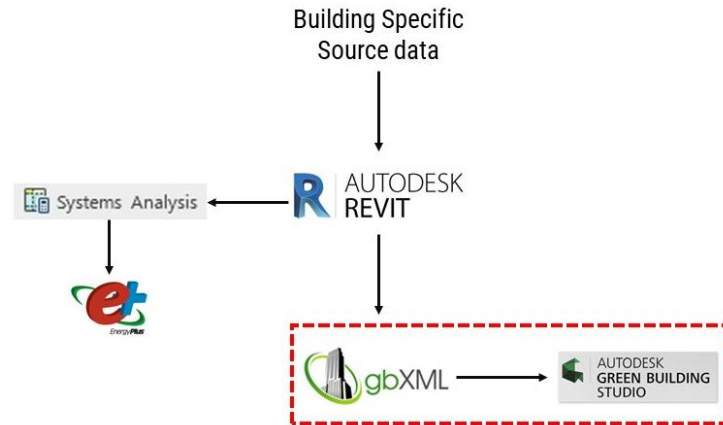 Building Specific
Source data
AUTODESK
REVIT
Systems Analysis
e+
EnergyPlus
gbXML
AUTODESK
GREEN BUILDING
STUDIO